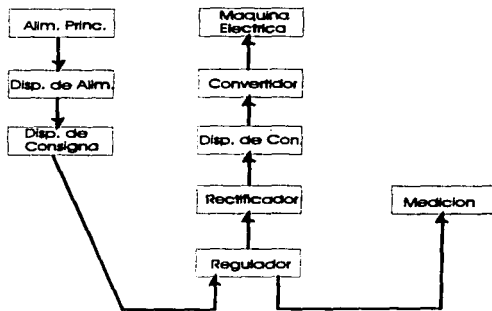 Alim. Princ.
Disp. de Alim.
Disp. de
Consigna
Maquina
Electrica
Convertidor
Disp. de Con.
Rectificador
Regulador
Medicion